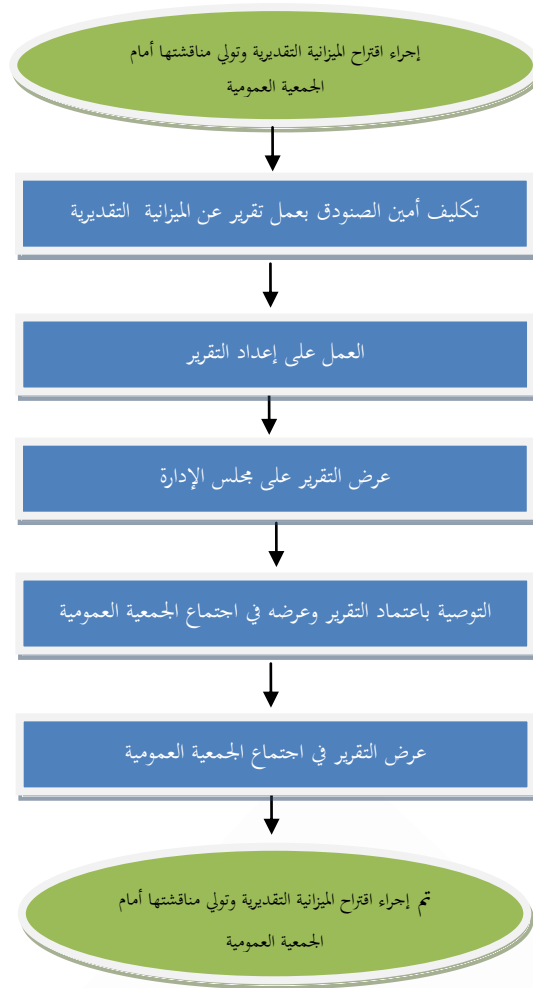 إجراء اقتراح الميزانية التقديرية وتولي مناقشتها أمام
الجمعية العمومية
تكليف أمين الصنودق بعمل تقرير عن الميزانية التقديرية
العمل على إعداد التقرير
عرض التقرير على مجلس الإدارة
التوصية باعتماد التقرير وعرضه في اجتماع الجمعية العمومية
عرض التقرير في اجتماع الجمعية العمومية
تم إجراء اقتراح الميزانية التقديرية وتولي مناقشتها أمام
الجمعية العمومية